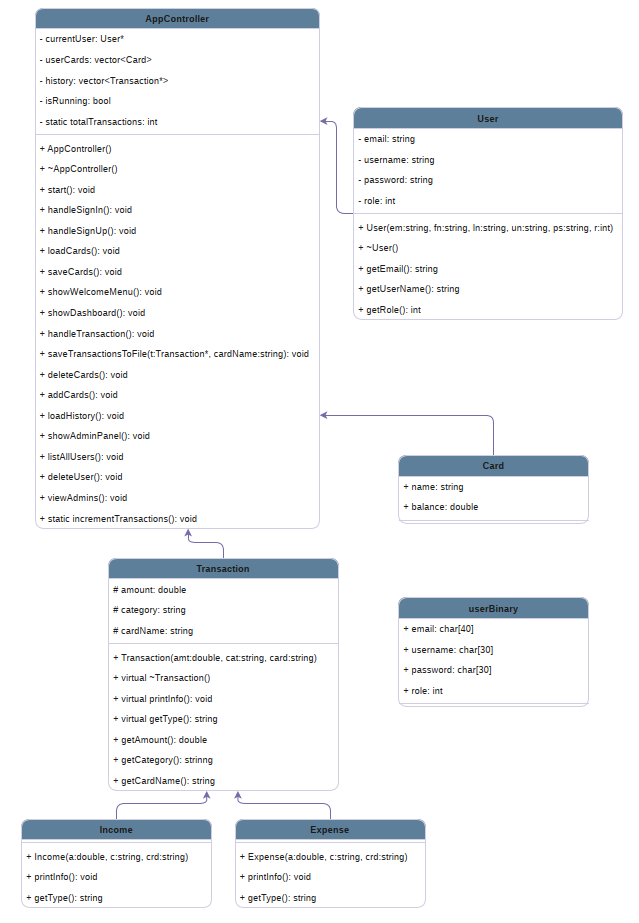 AppController
- currentUser: User*
- userCards: vector<Card>
- history: vector<Transaction*>
- isRunning: bool
- static totalTransactions: int
+ AppController()
+ ~AppController()
+ start(): void
+ handleSignIn(): void
+ handleSignUp(): void
+ loadCards(): void
+ saveCards(): void
+ showWelcomeMenu(): void
+ showDashboard(): void
+ handleTransaction(): void
+ saveTransactionsToFile(t:Transaction*, cardName:string): void
+ deleteCards(): void
+ addCards(): void
+ loadHistory(): void
+ showAdminPanel(): void
+ listAllUsers(): void
+ deleteUser(): void
+ viewAdmins(): void
+ static incrementTransactions(): void
User
- email: string
- username: string
- password: string
- role: int
+ User(em:string, fn:string, ln:string, un:string, ps:string, r:int)
+ ~User()
+ getEmail(): string
+ getUserName(): string
+ getRole(): int
Card
+ name: string
+ balance: double
Transaction
# amount: double
# category: string
# cardName: string
+ Transaction(amt:double, cat:string, card:string)
+ virtual ~Transaction()
+ virtual printInfo(): void
+ virtual getType(): string
+ getAmount(): double
+ getCategory(): strinng
+ getCardName(): string
userBinary
+ email: char[40]
+ username: char[30]
+ password: char[30]
+ role: int
Income
+ Income(a:double, c:string, crd:string)
+ printInfo(): void
+ getType(): string
Expense
+ Expense(a:double, c:string, crd:string)
+ printInfo(): void
+ getType(): string